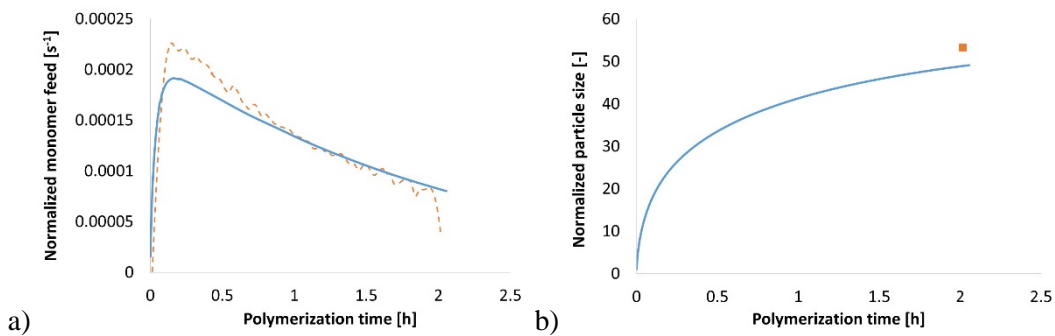 Normalized monomer feed [s⁻¹]
0.00025
0.0002
0.00015
0.0001
0.00005
0
0 0.5 1 1.5 2 2.5
Polymerization time [h]
a)
Normalized particle size [-]
60
50
40
30
20
10
0
0 0.5 1 1.5 2 2.5
Polymerization time [h]
b)